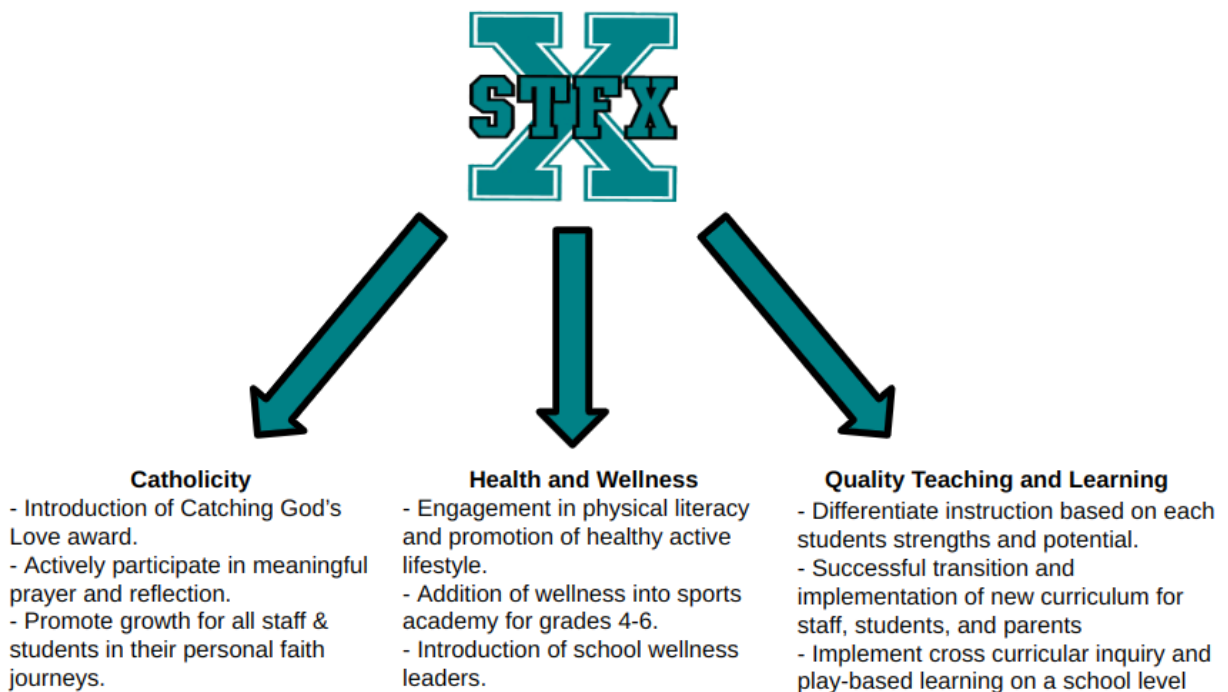 STFX
Catholicity
- Introduction of Catching God's
Love award.
- Actively participate in meaningful
prayer and reflection.
- Promote growth for all staff &
students in their personal faith
journeys.
Health and Wellness
- Engagement in physical literacy
and promotion of healthy active
lifestyle.
- Addition of wellness into sports
academy for grades 4-6.
- Introduction of school wellness
leaders.
Quality Teaching and Learning
- Differentiate instruction based on each
students strengths and potential.
- Successful transition and
implementation of new curriculum for
staff, students, and parents
- Implement cross curricular inquiry and
play-based learning on a school level